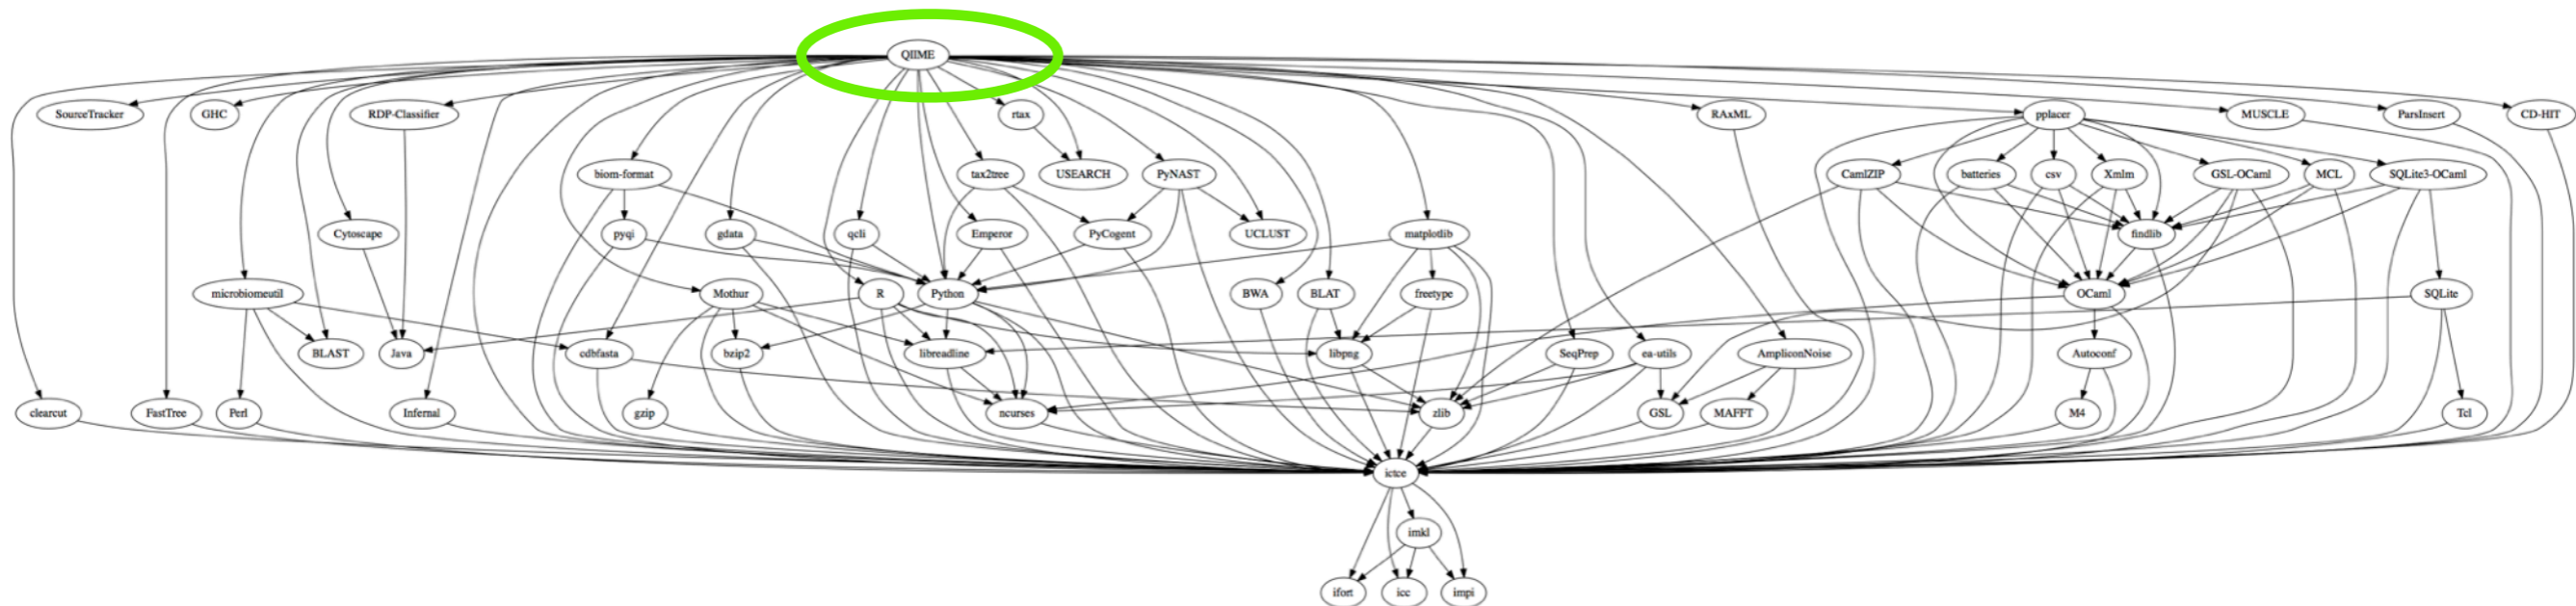 QIIME
SourceTracker
GHC
RDP-Classifier
rtax
RAxML
pplacer
MUSCLE
ParsInsert
CD-HIT
biom-format
tax2tree
USEARCH
PyNAST
CamlZIP
batteries
csv
Xmlm
GSL-OCaml
MCL
SQLite3-OCaml
Cytoscape
pyqi
gdata
qcli
Emperor
PyCogent
UCLUST
matplotlib
findlib
microbiomeutil
Mothur
R
Python
BWA
BLAT
freetype
OCaml
SQLite
BLAST
Java
cdbfasta
bzip2
libreadline
libpng
SeqPrep
ea-utils
AmpliconNoise
Autoconf
clearcut
FastTree
Perl
Infernal
gzip
ncurses
zlib
GSL
MAFFT
M4
Tcl
ictce
imkl
ifort
icc
impi